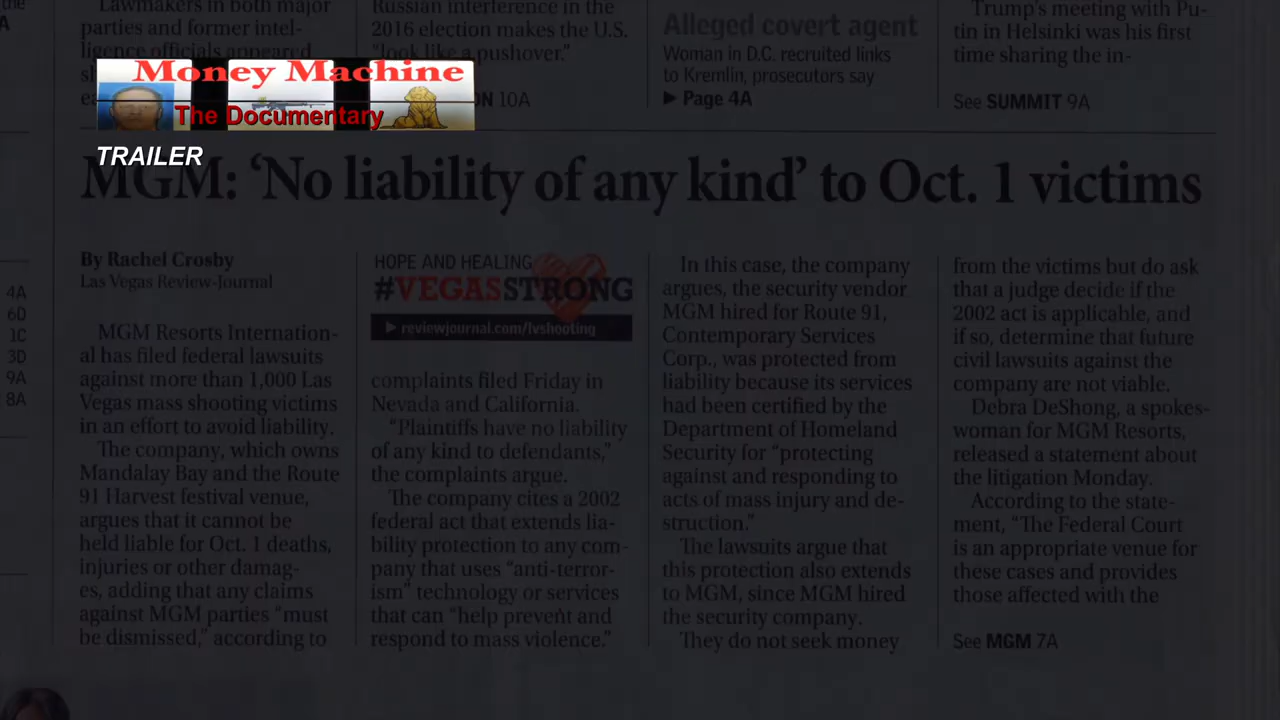 Lawmakers in both major
parties and former intel-
ligence officials appeared
Russian interference in the
2016 election makes the U.S.
"look like a pushover."
ON 10A
Alleged covert agent
Woman in D.C. recruited links
to Kremlin, prosecutors say
▶ Page 4A
Trump's meeting with Pu-
tin in Helsinki was his first
time sharing the in-
See SUMMIT 9A
Money Machine
The Documentary
TRAILER
MGM: 'No liability of any kind' to Oct. 1 victims
4A
6D
1C
3D
9A
8A
By Rachel Crosby
Las Vegas Review-Journal
MGM Resorts Internation-
al has filed federal lawsuits
against more than 1,000 Las
Vegas mass shooting victims
in an effort to avoid liability.
The company, which owns
Mandalay Bay and the Route
91 Harvest festival venue,
argues that it cannot be
held liable for Oct. 1 deaths,
injuries or other damag-
es, adding that any claims
against MGM parties "must
be dismissed," according to
HOPE AND HEALING
#VEGASSTRONG
▶ reviewjournal.com/lvshooting
complaints filed Friday in
Nevada and California.
"Plaintiffs have no liability
of any kind to defendants,"
the complaints argue.
The company cites a 2002
federal act that extends lia-
bility protection to any com-
pany that uses "anti-terror-
ism" technology or services
that can "help prevent and
respond to mass violence."
In this case, the company
argues, the security vendor
MGM hired for Route 91,
Contemporary Services
Corp., was protected from
liability because its services
had been certified by the
Department of Homeland
Security for "protecting
against and responding to
acts of mass injury and de-
struction."
The lawsuits argue that
this protection also extends
to MGM, since MGM hired
the security company.
They do not seek money
from the victims but do ask
that a judge decide if the
2002 act is applicable, and
if so, determine that future
civil lawsuits against the
company are not viable.
Debra DeShong, a spokes-
woman for MGM Resorts,
released a statement about
the litigation Monday.
According to the state-
ment, "The Federal Court
is an appropriate venue for
these cases and provides
those affected with the
See MGM 7A